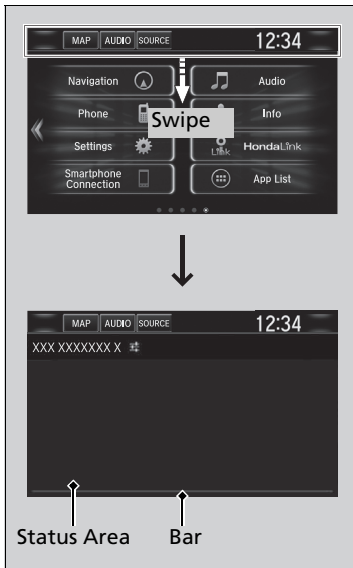 MAP AUDIO SOURCE 12:34
Navigation Audio
Phone Info
Swipe
Settings Link HondaLink
Smartphone
Connection App List
MAP AUDIO SOURCE 12:34
XXX XXXXXXX X
Status Area Bar